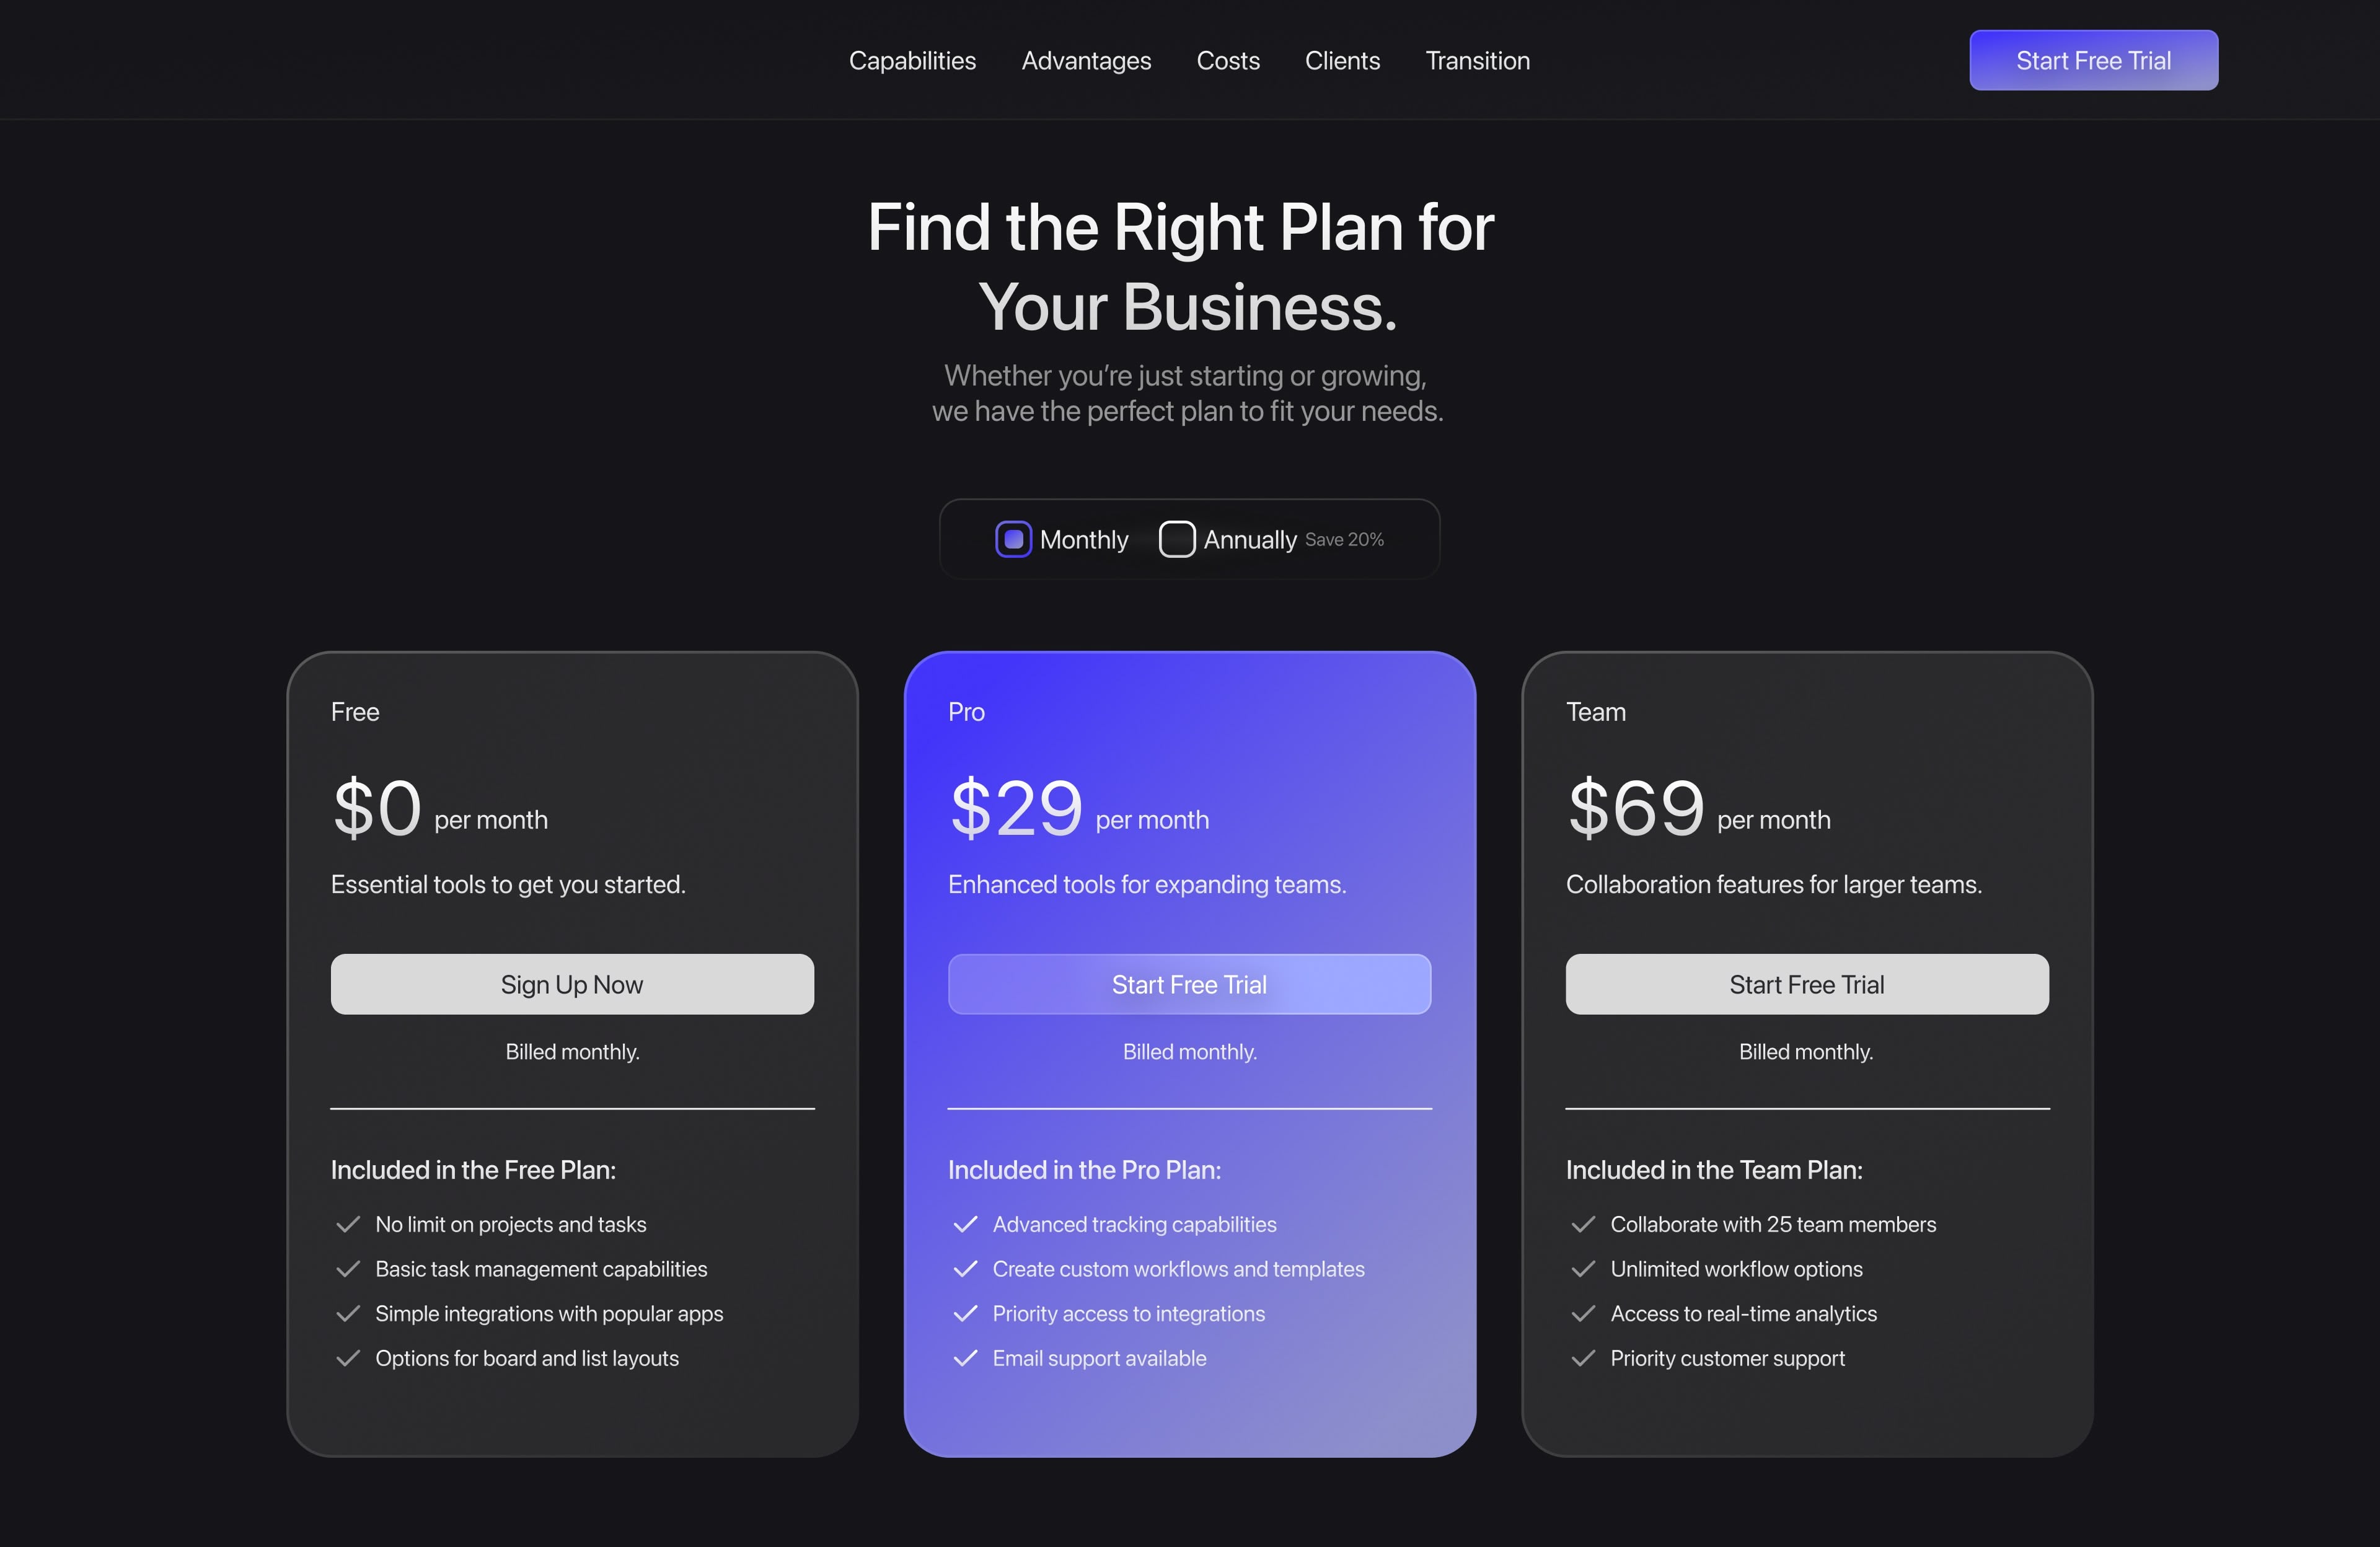 Capabilities Advantages Costs Clients Transition Start Free Trial
Find the Right Plan for
Your Business.
Whether you’re just starting or growing,
we have the perfect plan to fit your needs.
Monthly Annually Save 20%
Free
$0 per month
Essential tools to get you started.
Sign Up Now
Billed monthly.
Included in the Free Plan:
No limit on projects and tasks
Basic task management capabilities
Simple integrations with popular apps
Options for board and list layouts
Pro
$29 per month
Enhanced tools for expanding teams.
Start Free Trial
Billed monthly.
Included in the Pro Plan:
Advanced tracking capabilities
Create custom workflows and templates
Priority access to integrations
Email support available
Team
$69 per month
Collaboration features for larger teams.
Start Free Trial
Billed monthly.
Included in the Team Plan:
Collaborate with 25 team members
Unlimited workflow options
Access to real-time analytics
Priority customer support